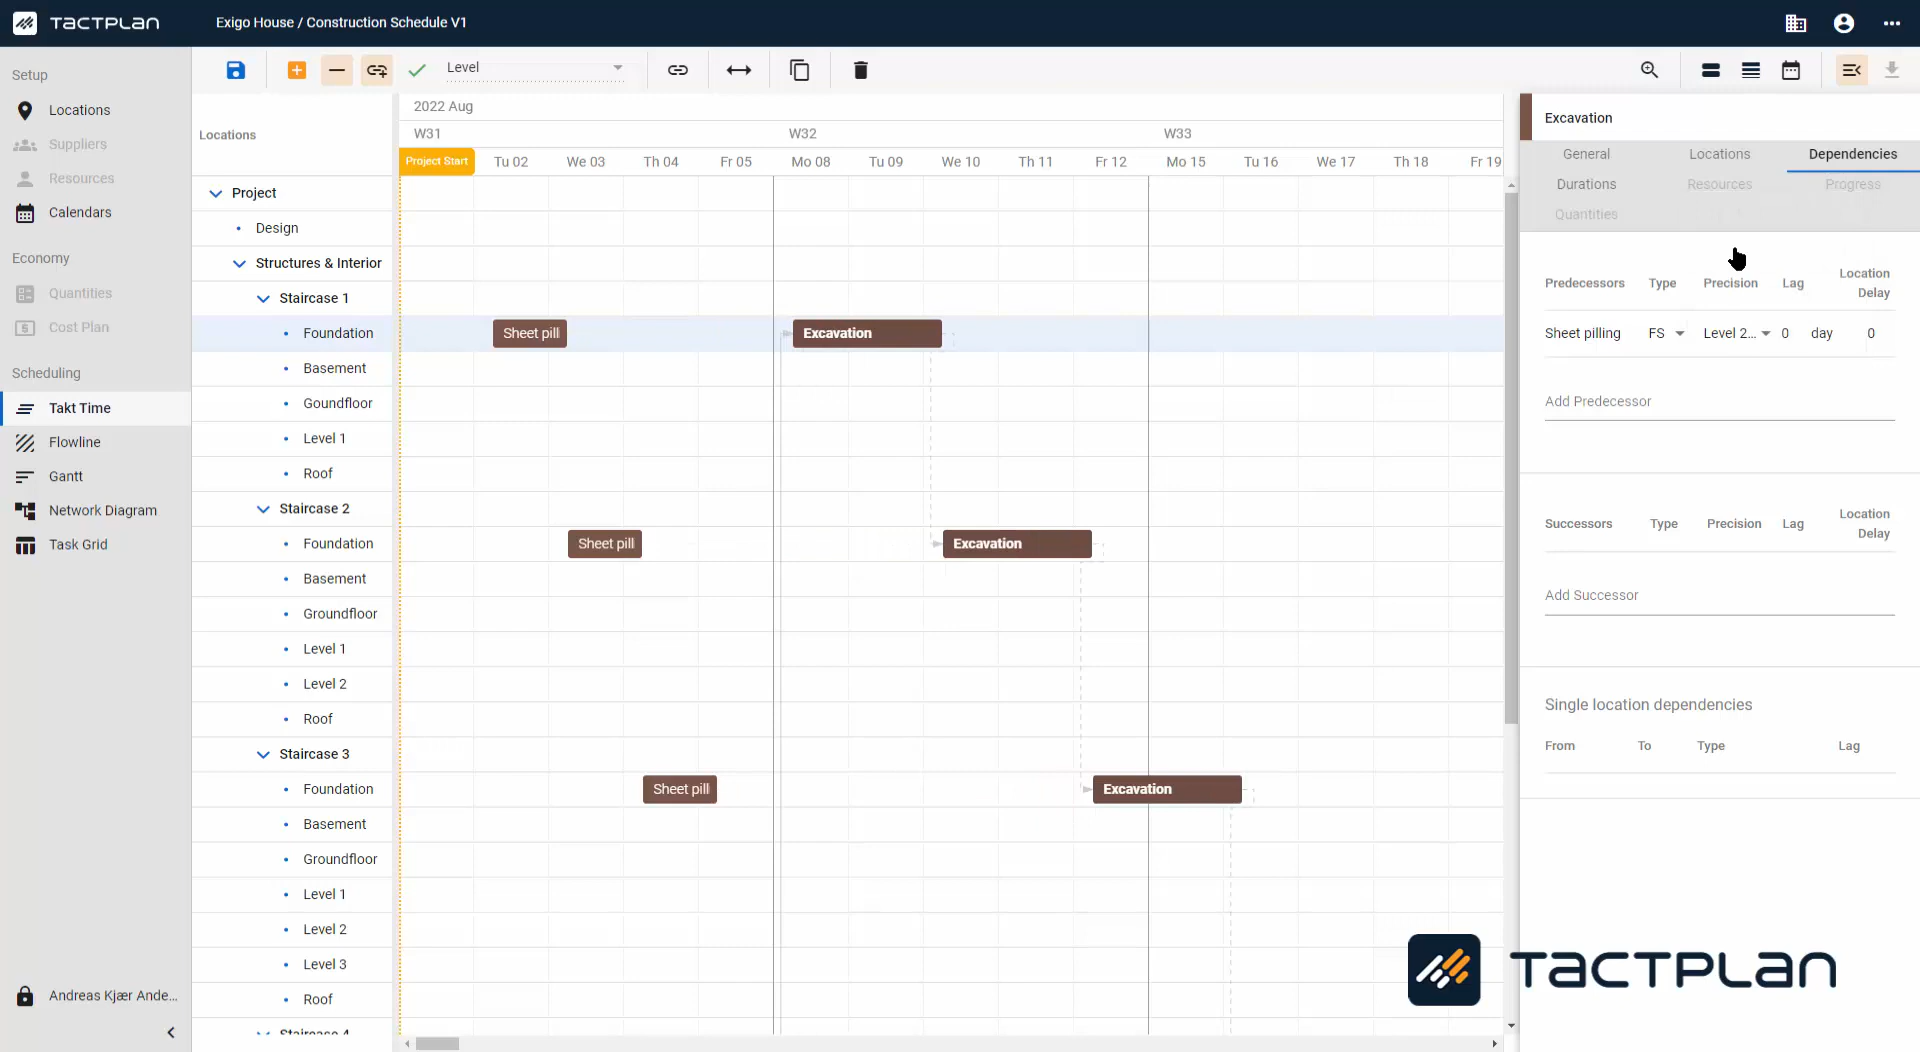 TACTPLAN
Exigo House / Construction Schedule V1
Setup
Locations
Suppliers
Resources
Calendars
Economy
Quantities
Cost Plan
Scheduling
Takt Time
Flowline
Gantt
Network Diagram
Task Grid
Andreas Kjær Ande...
Level
Locations
2022 Aug
W31 W32 W33
Project Start Tu 02 We 03 Th 04 Fr 05 Mo 08 Tu 09 We 10 Th 11 Fr 12 Mo 15 Tu 16 We 17 Th 18 Fr 19
Project
Design
Structures & Interior
Staircase 1
Foundation Sheet pill Excavation
Basement
Goundfloor
Level 1
Roof
Staircase 2
Foundation Sheet pill Excavation
Basement
Groundfloor
Level 1
Level 2
Roof
Staircase 3
Foundation Sheet pill Excavation
Basement
Groundfloor
Level 1
Level 2
Level 3
Roof
Staircase 4
Excavation
General Locations Dependencies
Durations Resources Progress
Quantities
Predecessors Type Precision Lag Location Delay
Sheet pilling FS Level 2... 0 day 0
Add Predecessor
Successors Type Precision Lag Location Delay
Add Successor
Single location dependencies
From To Type Lag
TACTPLAN